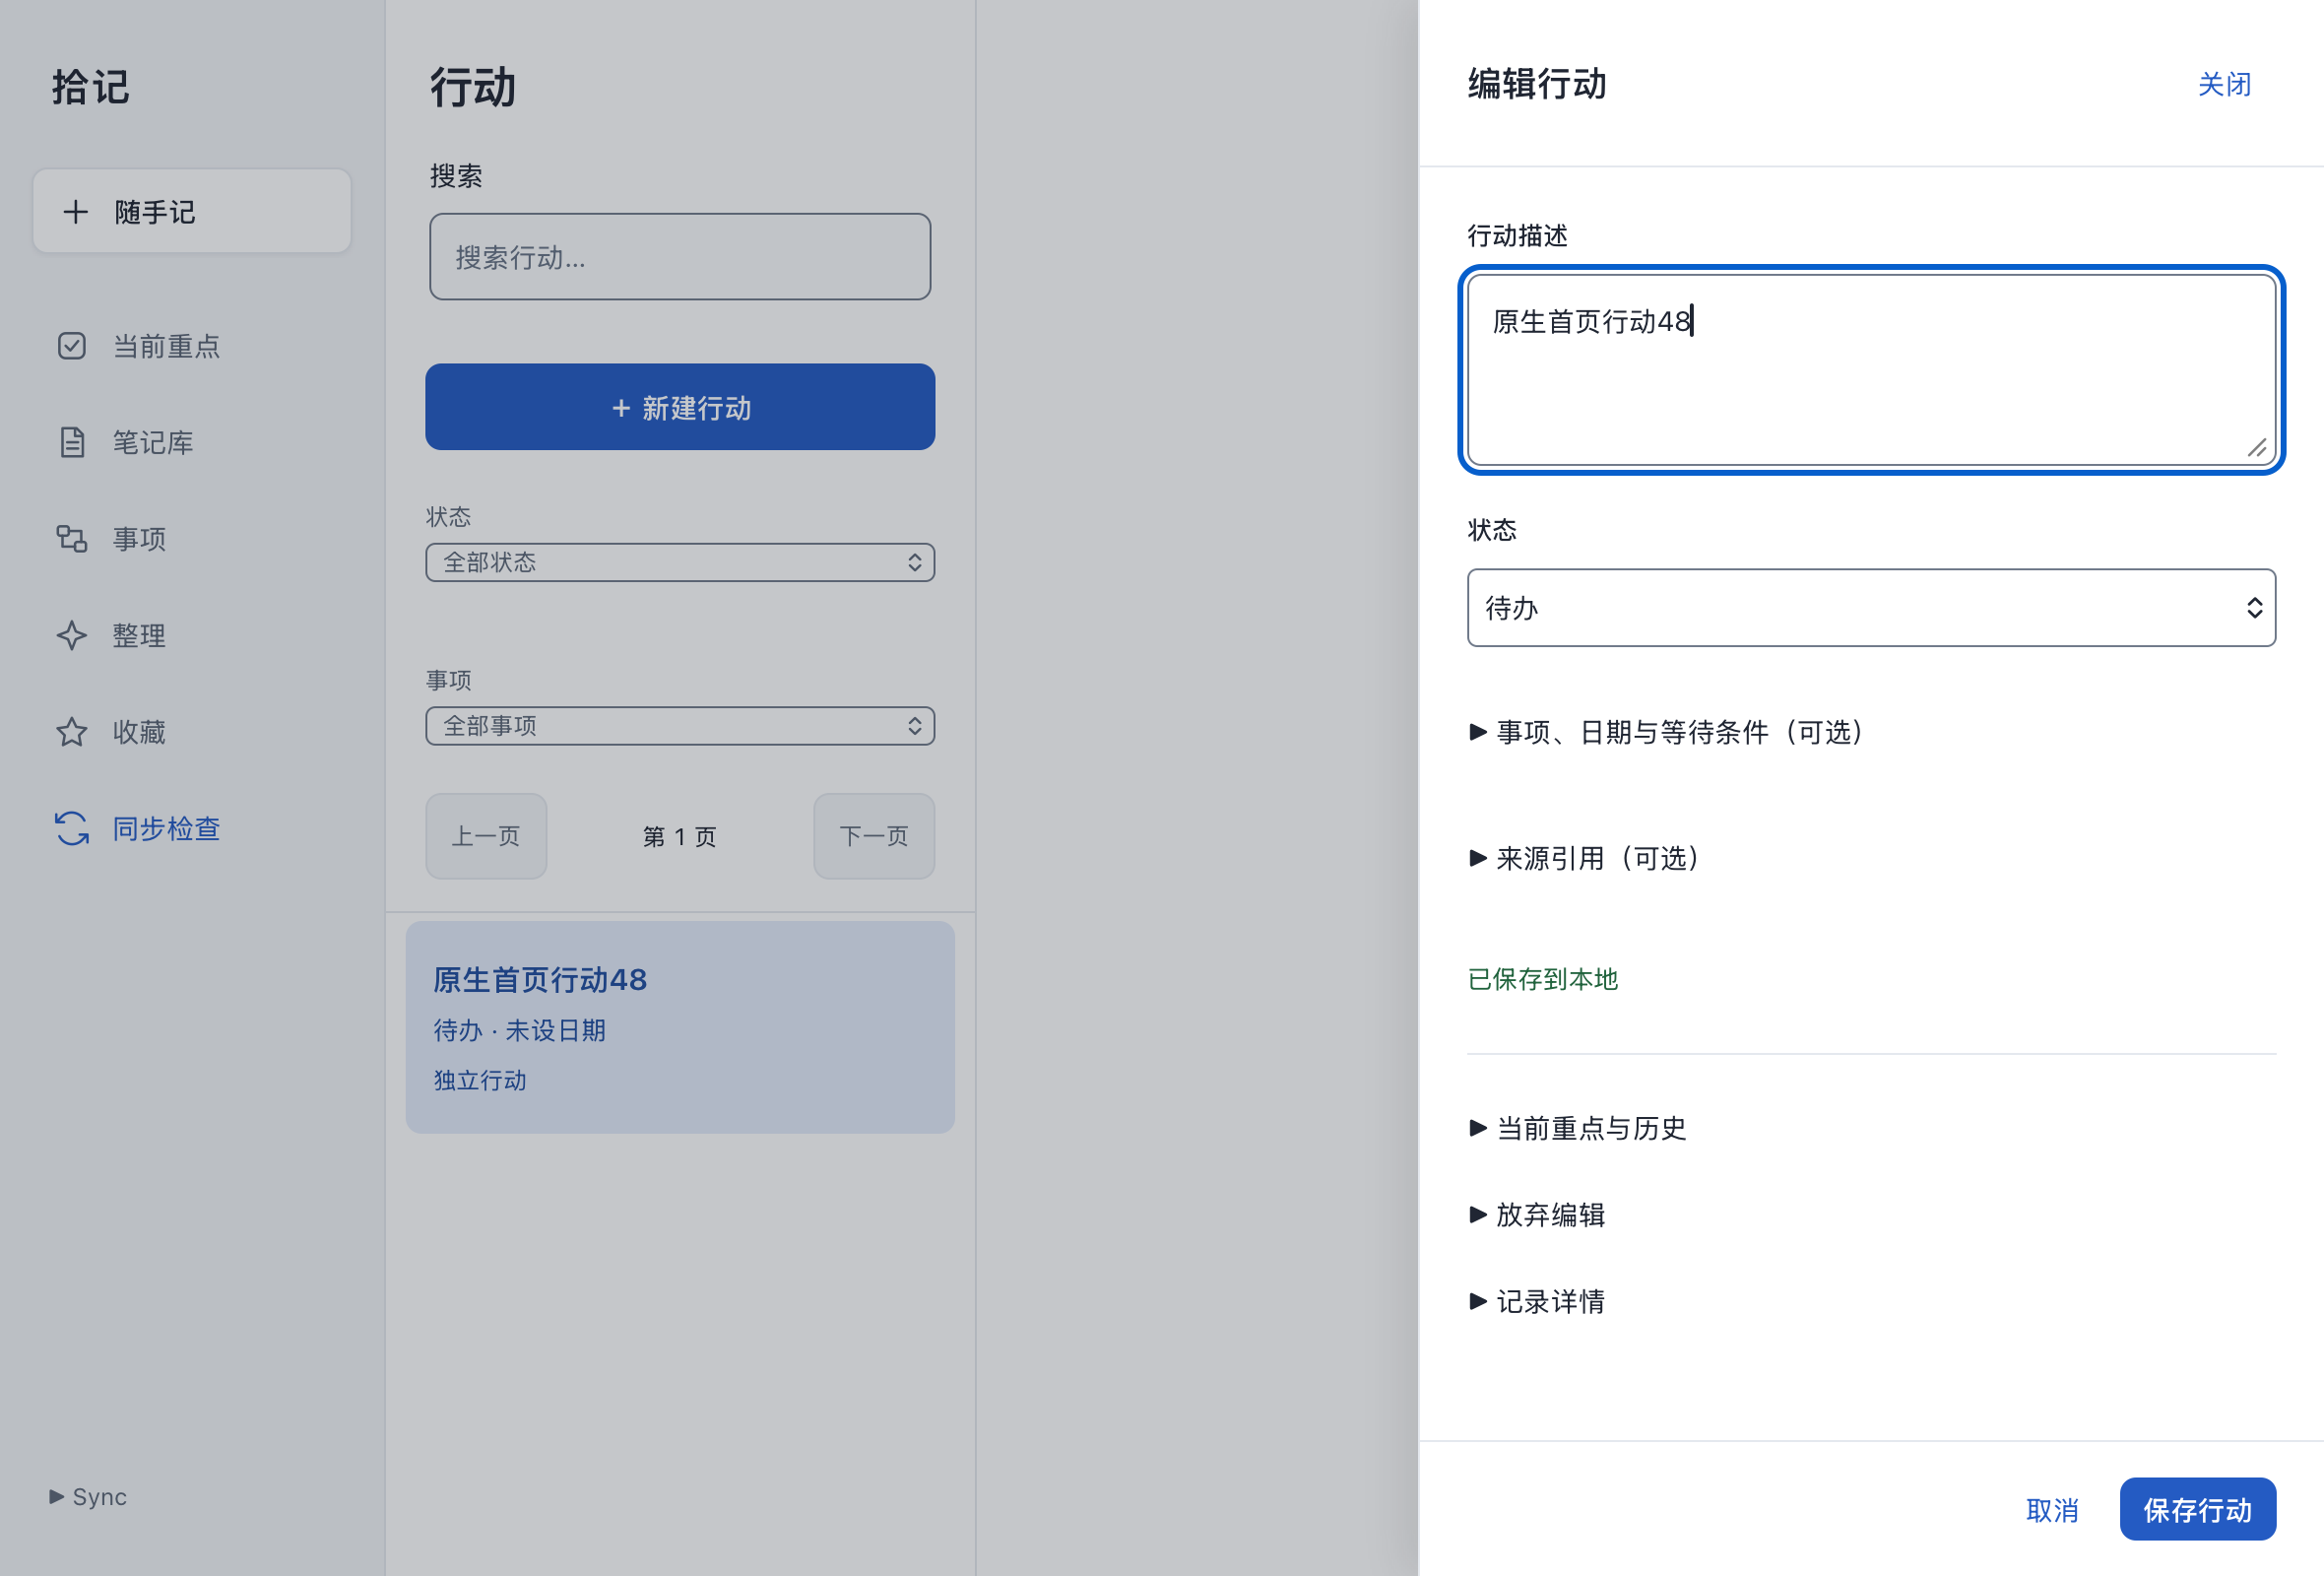 拾记
随手记
当前重点
笔记库
事项
整理
收藏
同步检查
Sync
行动
搜索
搜索行动...
+ 新建行动
状态
全部状态
事项
全部事项
上一页
第 1 页
下一页
原生首页行动48
待办 · 未设日期
独立行动
编辑行动
关闭
行动描述
原生首页行动48
状态
待办
事项、日期与等待条件（可选）
来源引用（可选）
已保存到本地
当前重点与历史
放弃编辑
记录详情
取消
保存行动